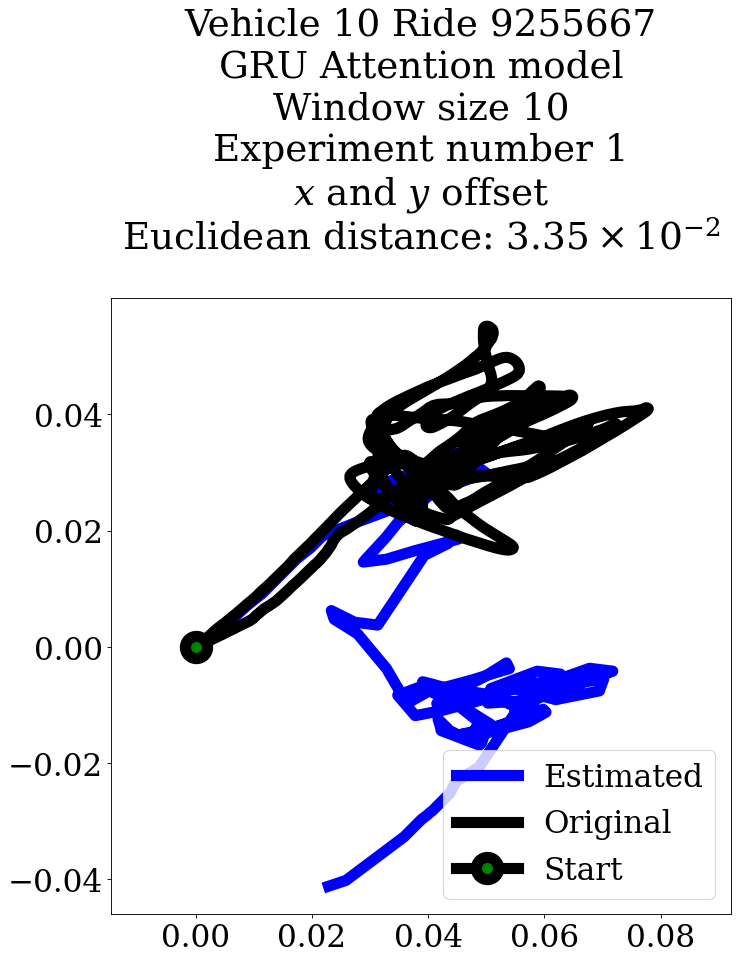 Vehicle 10 Ride 9255667
GRU Attention model
Window size 10
Experiment number 1
x and y offset
Euclidean distance: 3.35 × 10⁻²
0.04
0.02
0.00
−0.02
−0.04
Estimated
Original
Start
0.00 0.02 0.04 0.06 0.08